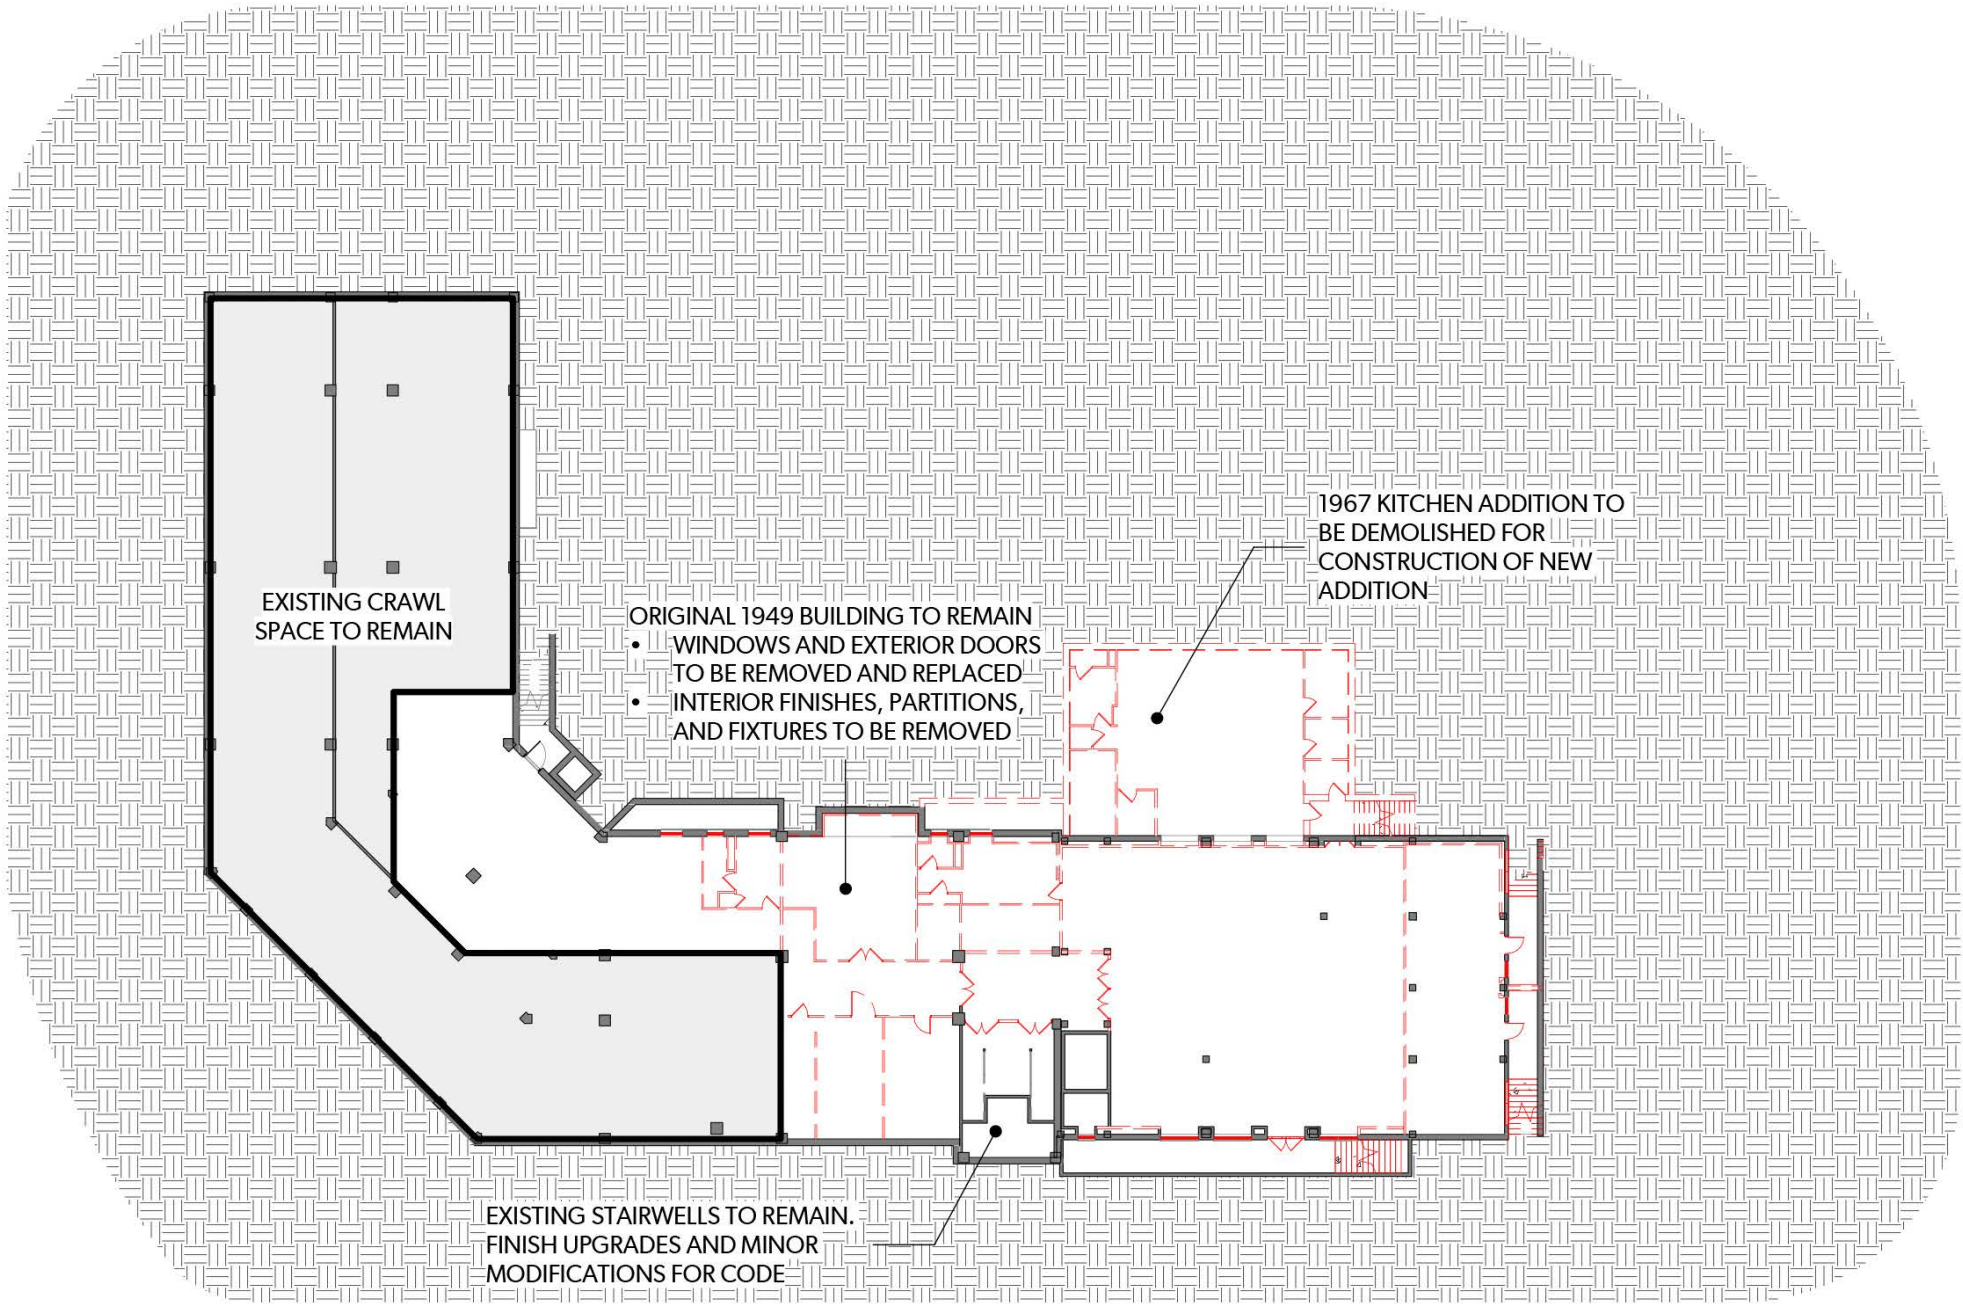 1967 KITCHEN ADDITION TO
BE DEMOLISHED FOR
CONSTRUCTION OF NEW
ADDITION
EXISTING CRAWL
SPACE TO REMAIN
ORIGINAL 1949 BUILDING TO REMAIN
• WINDOWS AND EXTERIOR DOORS
TO BE REMOVED AND REPLACED
• INTERIOR FINISHES, PARTITIONS,
AND FIXTURES TO BE REMOVED
EXISTING STAIRWELLS TO REMAIN.
FINISH UPGRADES AND MINOR
MODIFICATIONS FOR CODE